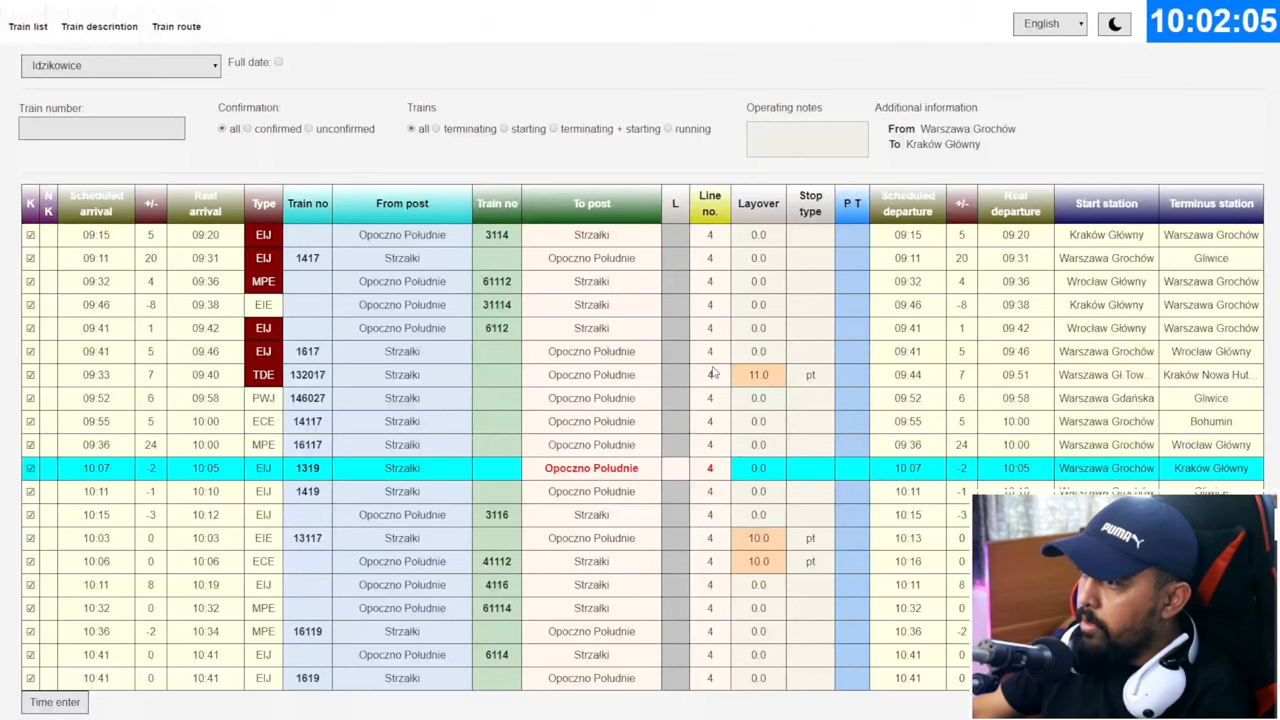 Train list Train description Train route English 10:02:05
Idzikowice Full date:
Train number: Confirmation: Trains Operating notes Additional information
all confirmed unconfirmed all terminating starting terminating + starting running From Warszawa Grochów
To Kraków Główny
K N K Scheduled arrival +/- Real arrival Type Train no From post Train no To post L Line no. Layover Stop type P T Scheduled departure +/- Real departure Start station Terminus station
09:15 5 09:20 EIJ Opoczno Południe 3114 Strzałki 4 0.0 09:15 5 09:20 Kraków Główny Warszawa Grochów
09:11 20 09:31 EIJ 1417 Strzałki Opoczno Południe 4 0.0 09:11 20 09:31 Warszawa Grochów Gliwice
09:32 4 09:36 MPE Opoczno Południe 61112 Strzałki 4 0.0 09:32 4 09:36 Wrocław Główny Warszawa Grochów
09:46 -8 09:38 EIE Opoczno Południe 31114 Strzałki 4 0.0 09:46 -8 09:38 Kraków Główny Warszawa Grochów
09:41 1 09:42 EIJ Opoczno Południe 6112 Strzałki 4 0.0 09:41 1 09:42 Wrocław Główny Warszawa Grochów
09:41 5 09:46 EIJ 1617 Strzałki Opoczno Południe 4 0.0 09:41 5 09:46 Warszawa Grochów Wrocław Główny
09:33 7 09:40 TDE 132017 Strzałki Opoczno Południe 4 11.0 pt 09:44 7 09:51 Warszawa Gł.Tow... Kraków Nowa Hut...
09:52 6 09:58 PWJ 146027 Strzałki Opoczno Południe 4 0.0 09:52 6 09:58 Warszawa Gdańska Gliwice
09:55 5 10:00 ECE 14117 Strzałki Opoczno Południe 4 0.0 09:55 5 10:00 Warszawa Grochów Bohumin
09:36 24 10:00 MPE 16117 Strzałki Opoczno Południe 4 0.0 09:36 24 10:00 Warszawa Grochów Wrocław Główny
10:07 -2 10:05 EIJ 1319 Strzałki Opoczno Południe 4 0.0 10:07 -2 10:05 Warszawa Grochów Kraków Główny
10:11 -1 10:10 EIJ 1419 Strzałki Opoczno Południe 4 0.0 10:11 -1
10:15 -3 10:12 EIJ Opoczno Południe 3116 Strzałki 4 0.0 10:15 -3
10:03 0 10:03 EIE 13117 Strzałki Opoczno Południe 4 10.0 pt 10:13 0
10:06 0 10:06 ECE Opoczno Południe 41112 Strzałki 4 10.0 pt 10:16 0
10:11 8 10:19 EIJ Opoczno Południe 4116 Strzałki 4 0.0 10:11 8
10:32 0 10:32 MPE Opoczno Południe 61114 Strzałki 4 0.0 10:32 0
10:36 -2 10:34 MPE 16119 Strzałki Opoczno Południe 4 0.0 10:36 -2
10:41 0 10:41 EIJ Opoczno Południe 6114 Strzałki 4 0.0 10:41 0
10:41 0 10:41 EIJ 1619 Strzałki Opoczno Południe 4 0.0 10:41 0
Time enter
PUMA